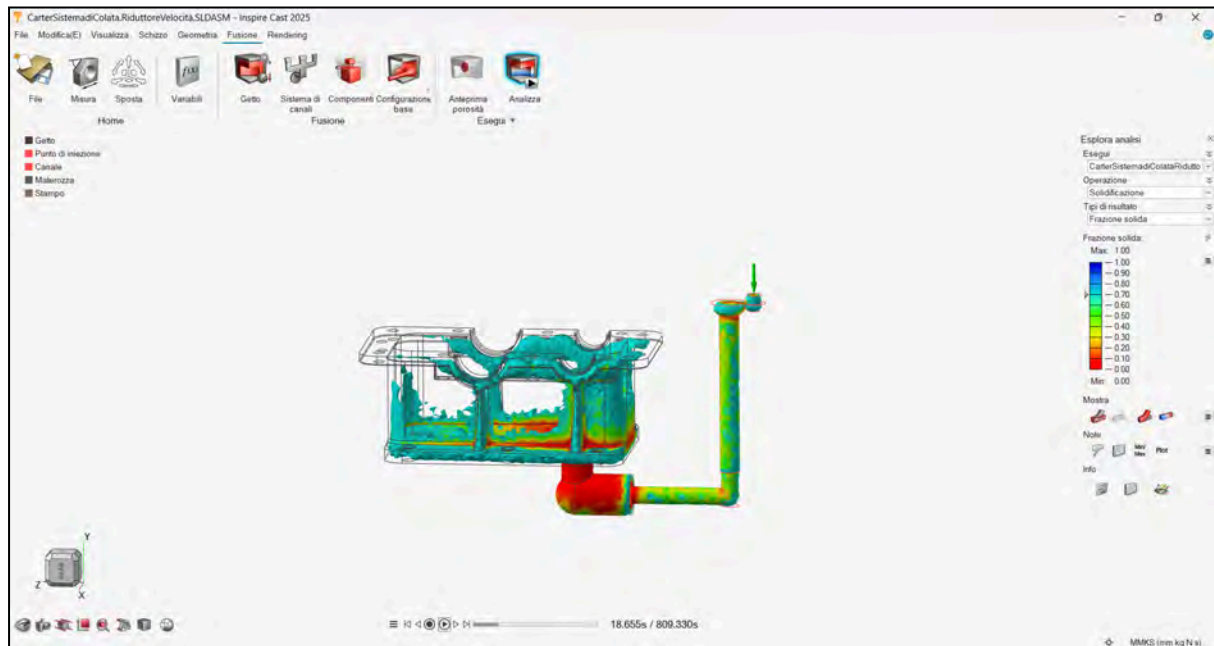 CarterSistemadiColata.RiduttoreVelocità.SLDASM - Inspire Cast 2025
File Modifica(E) Visualizza Schizzo Geometria Fusione Rendering
File Misura Sposta Variabili Getto Sistema di canali Componenti Configurazione base Anteprima porosità Analizza
Home Fusione Esegui
Getto
Punto di iniezione
Canale
Materozza
Stampo
Esplora analisi
Esegui
CarterSistemadiColataRidutto
Operazione
Solidificazione
Tipi di risultato
Frazione solida
Frazione solida:
Max: 1.00
1.00
0.90
0.80
0.70
0.60
0.50
0.40
0.30
0.20
0.10
0.00
Min: 0.00
Mostra
Note
Min/ Max Plot
Info
Y
Z
X
18.655s / 809.330s
MMKS (mm kg N s)